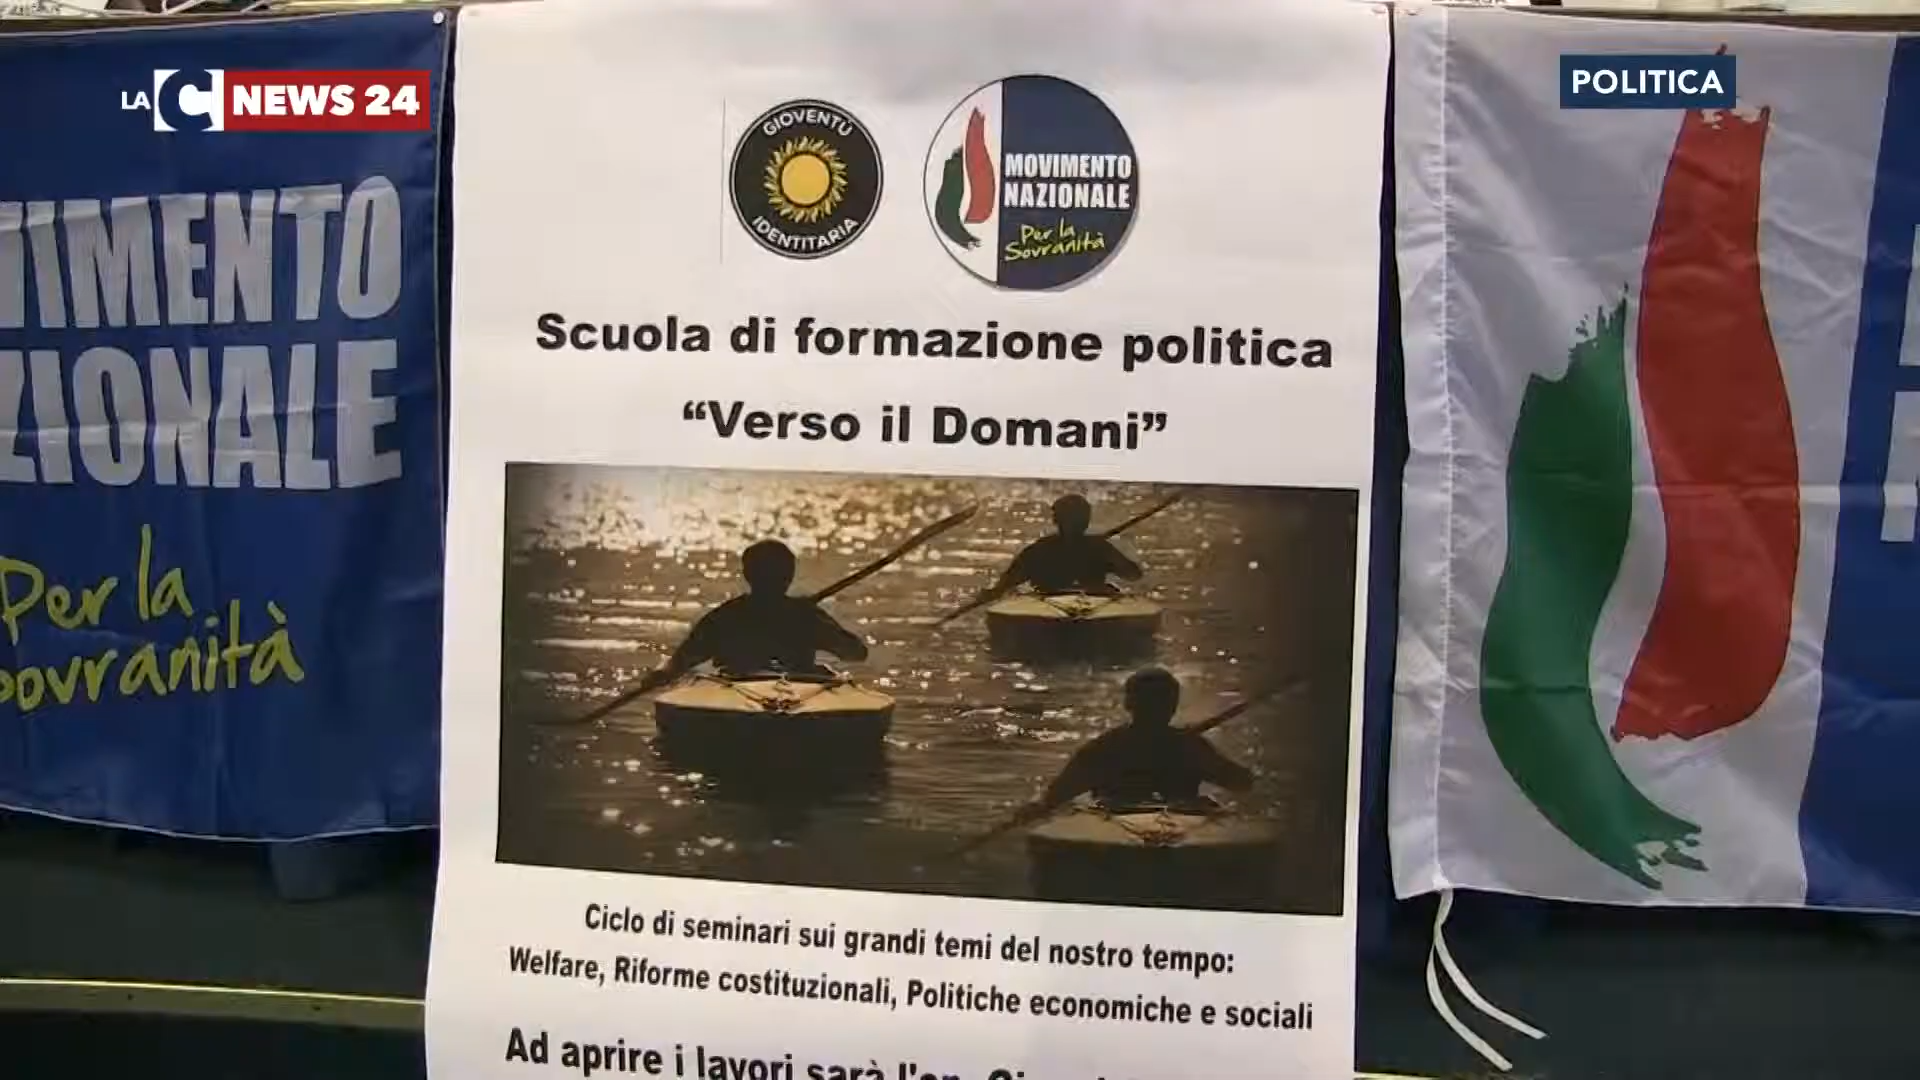 LA C NEWS 24
POLITICA
GIOVENTÙ
IDENTITARIA
MOVIMENTO
NAZIONALE
Per la
Sovranità
VIMENTO
ZIONALE
Per la
Sovranità
Scuola di formazione politica
“Verso il Domani”
Ciclo di seminari sui grandi temi del nostro tempo:
Welfare, Riforme costituzionali, Politiche economiche e sociali
Ad aprire i lavori sarà l'on.